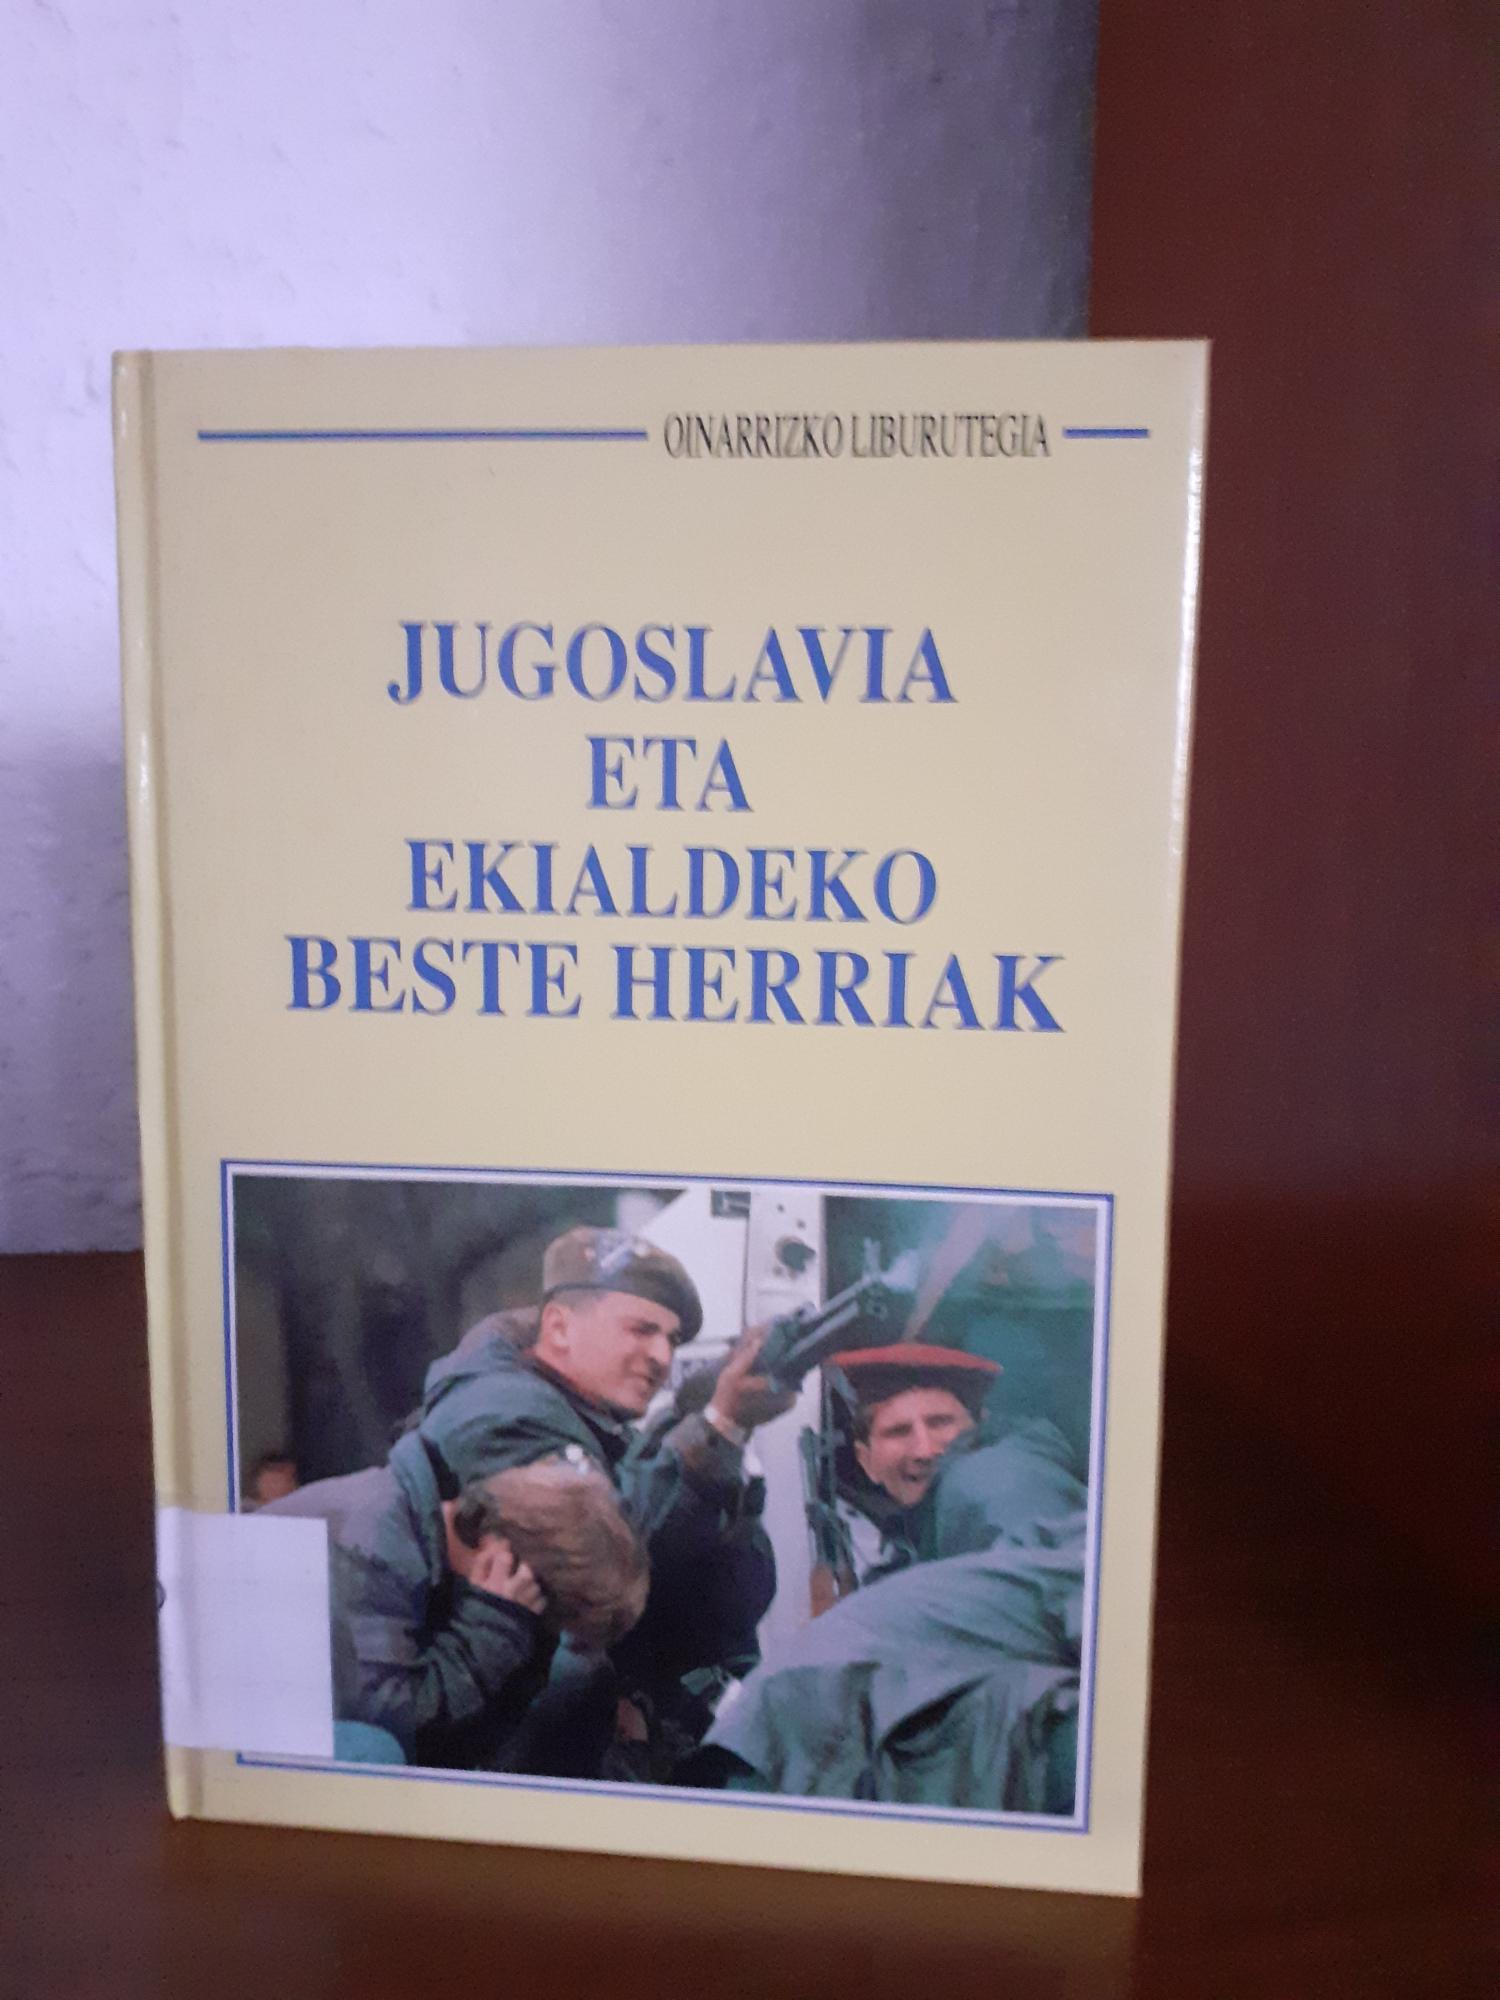 OINARRIZKO LIBURUTEGIA
JUGOSLAVIA
ETA
EKIALDEKO
BESTE HERRIAK